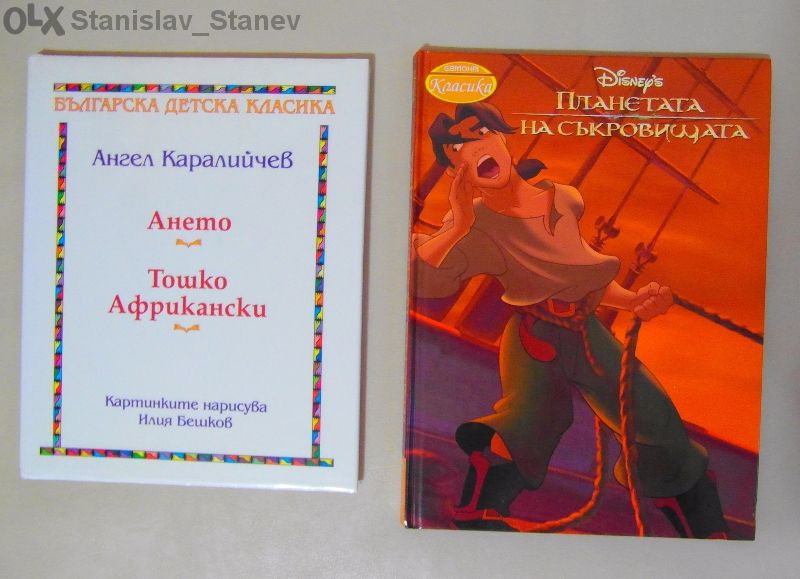 OLX Stanislav_Stanev
БЪЛГАРСКА ДЕТСКА КЛАСИКА
Ангел Каралийчев
Ането
Тошко
Африкански
Картинките нарисува
Илия Бешков
Егмонт
Класика
Disney's
Планетата
на съкровищата